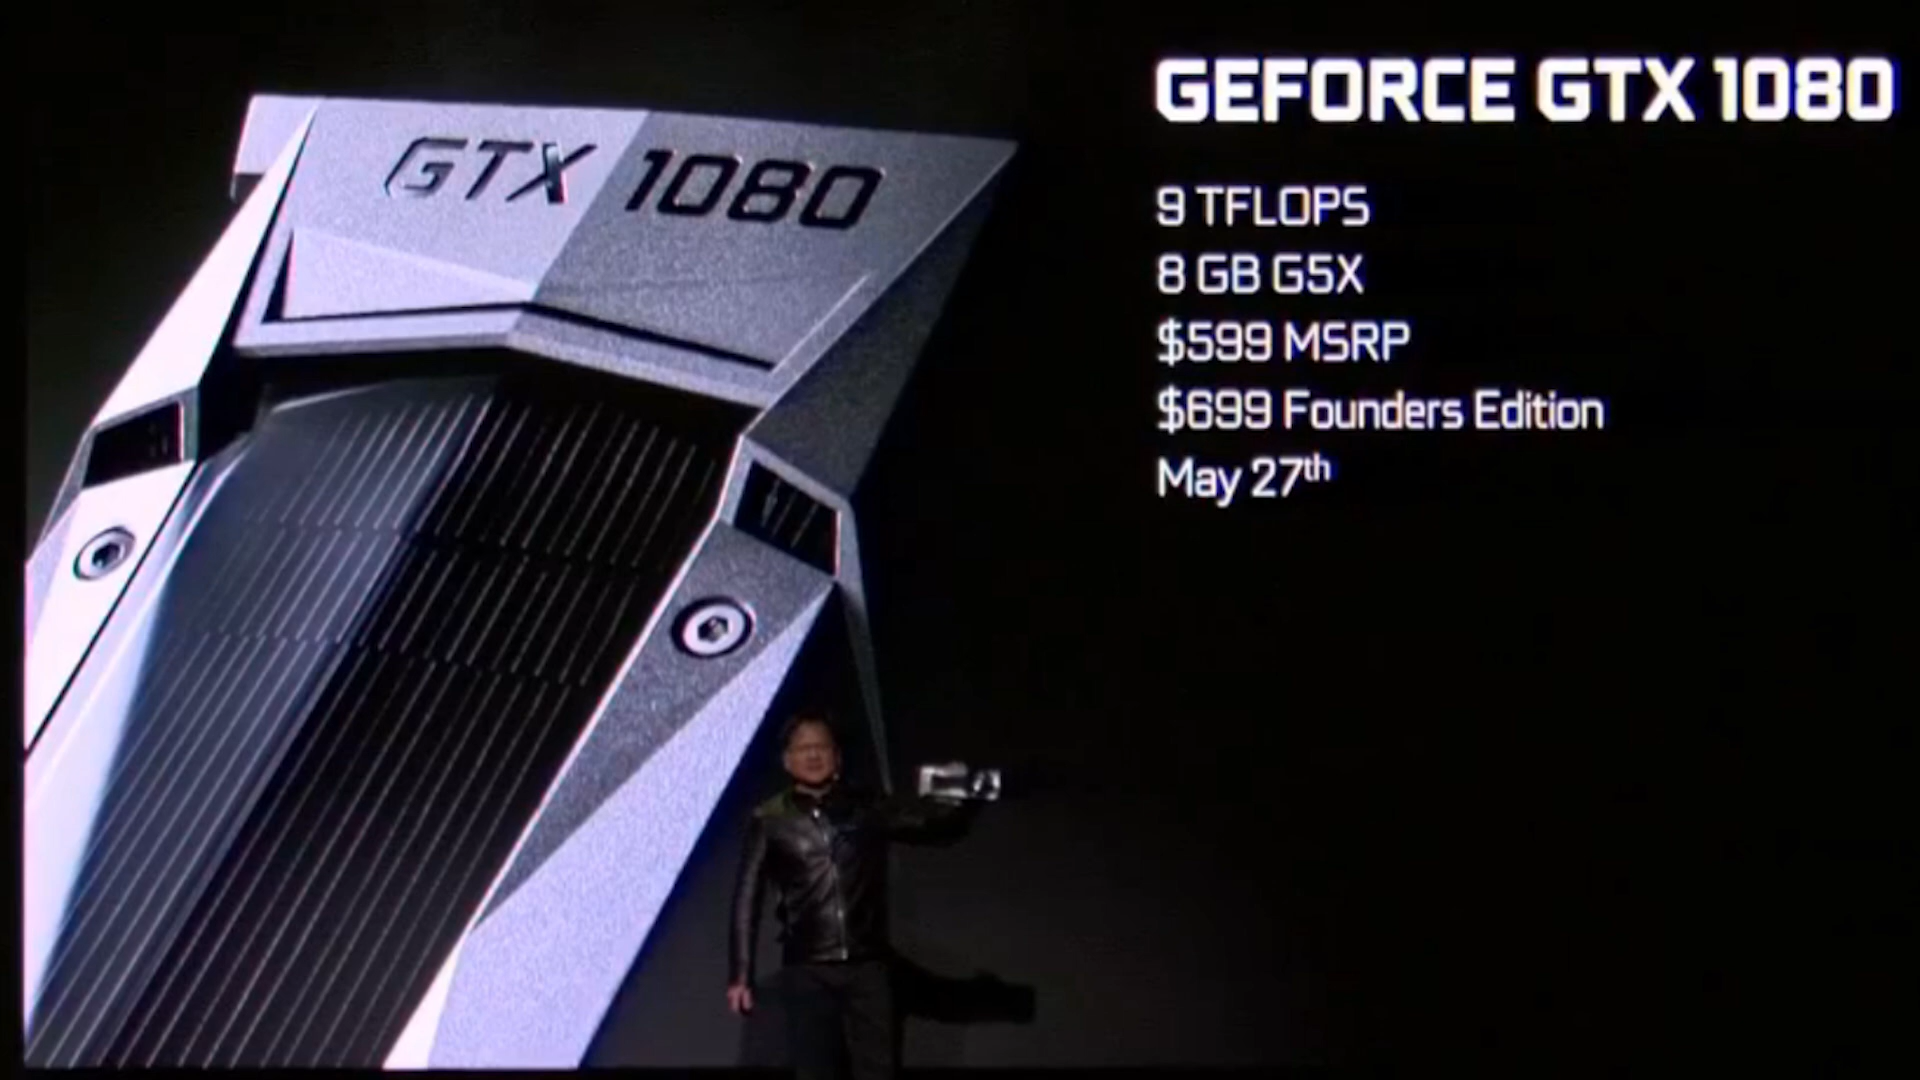 GTX 1080
GEFORCE GTX 1080
9 TFLOPS
8 GB G5X
$599 MSRP
$699 Founders Edition
May 27th